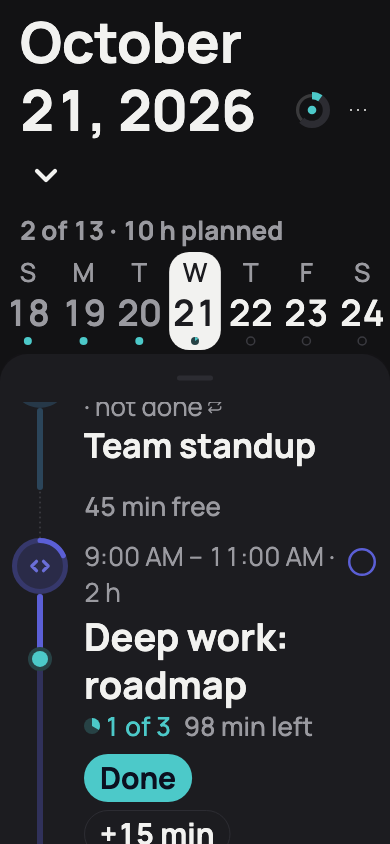 October
21, 2026
2 of 13 · 10 h planned
S M T W T F S
18 19 20 21 22 23 24
· not done
Team standup
45 min free
9:00 AM – 11:00 AM ·
2 h
Deep work:
roadmap
1 of 3 98 min left
Done
+15 min